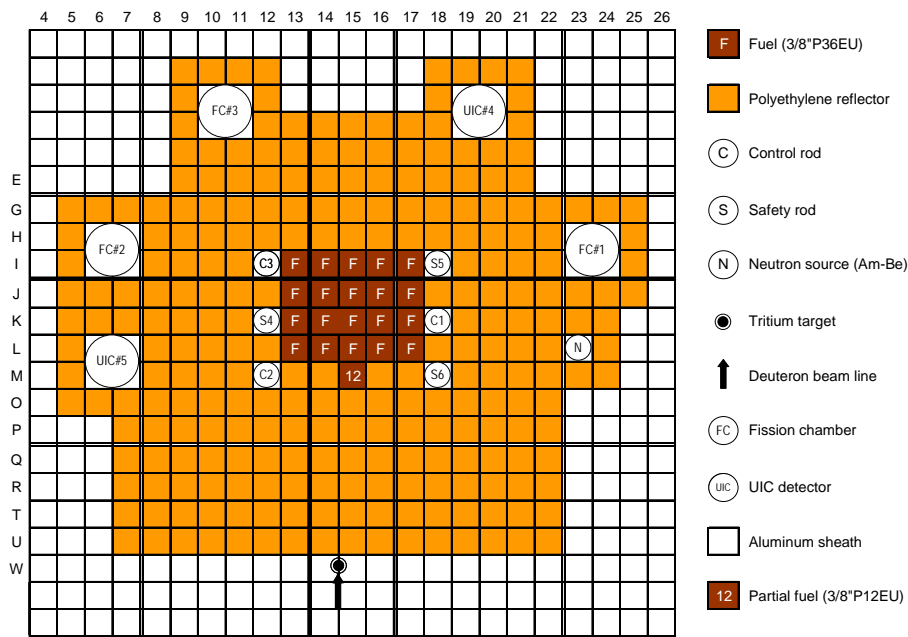 4 5 6 7 8 9 10 11 12 13 14 15 16 17 18 19 20 21 22 23 24 25 26
F Fuel (3/8"P36EU)
FC#3 UIC#4 Polyethylene reflector
C Control rod
E
G S Safety rod
H FC#2 FC#1
I C3 F F F F F S5 N Neutron source (Am-Be)
J F F F F F
K S4 F F F F F C1 Tritium target
L UIC#5 F F F F F N
M C2 12 S6 Deuteron beam line
O
P FC Fission chamber
Q
R UIC UIC detector
T
U Aluminum sheath
W
12 Partial fuel (3/8"P12EU)